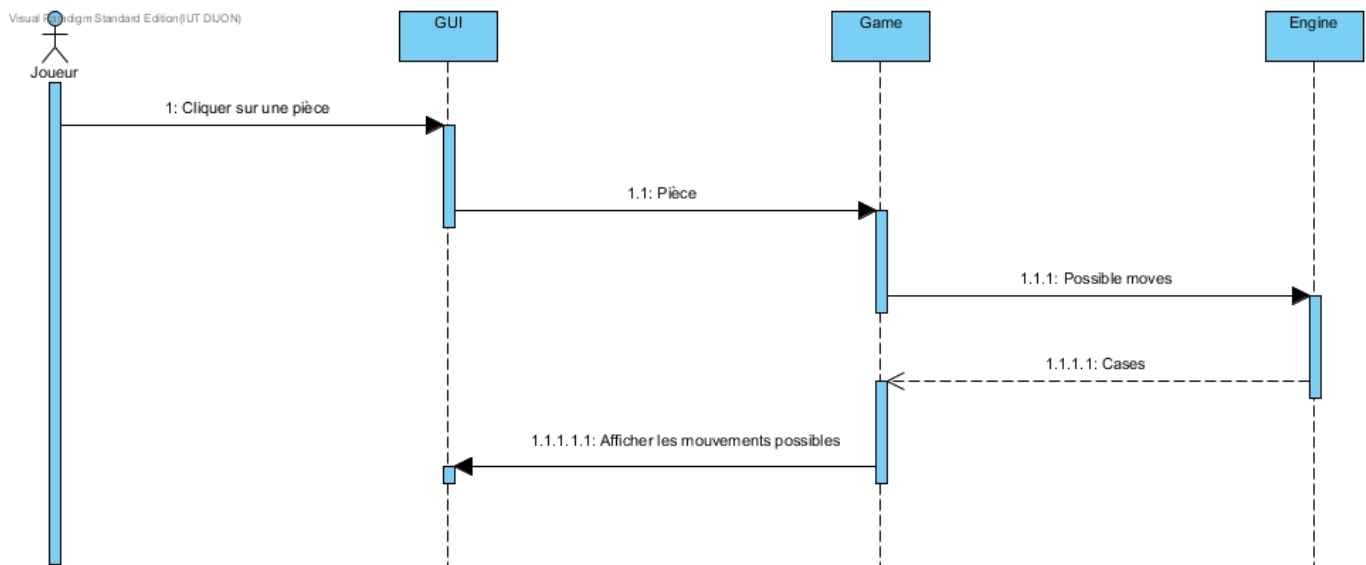 Visual Paradigm Standard Edition(IUT DIJON)
Joueur
GUI
Game
Engine
1: Cliquer sur une pièce
1.1: Pièce
1.1.1: Possible moves
1.1.1.1: Cases
1.1.1.1.1: Afficher les mouvements possibles